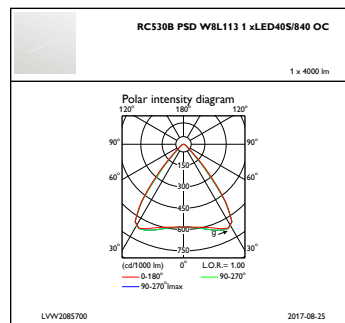 RC530B PSD W8L113 1 xLED40S/840 OC
1 x 4000 lm
Polar intensity diagram
120° 180° 120°
90° 90°
60° 60°
150
300
450
600
750
g
30° 30°
(cd/1000 lm) 0° L.O.R.= 1.00
0-180° 90-270°
90-270°Imax
LVW2085700 2017-08-25